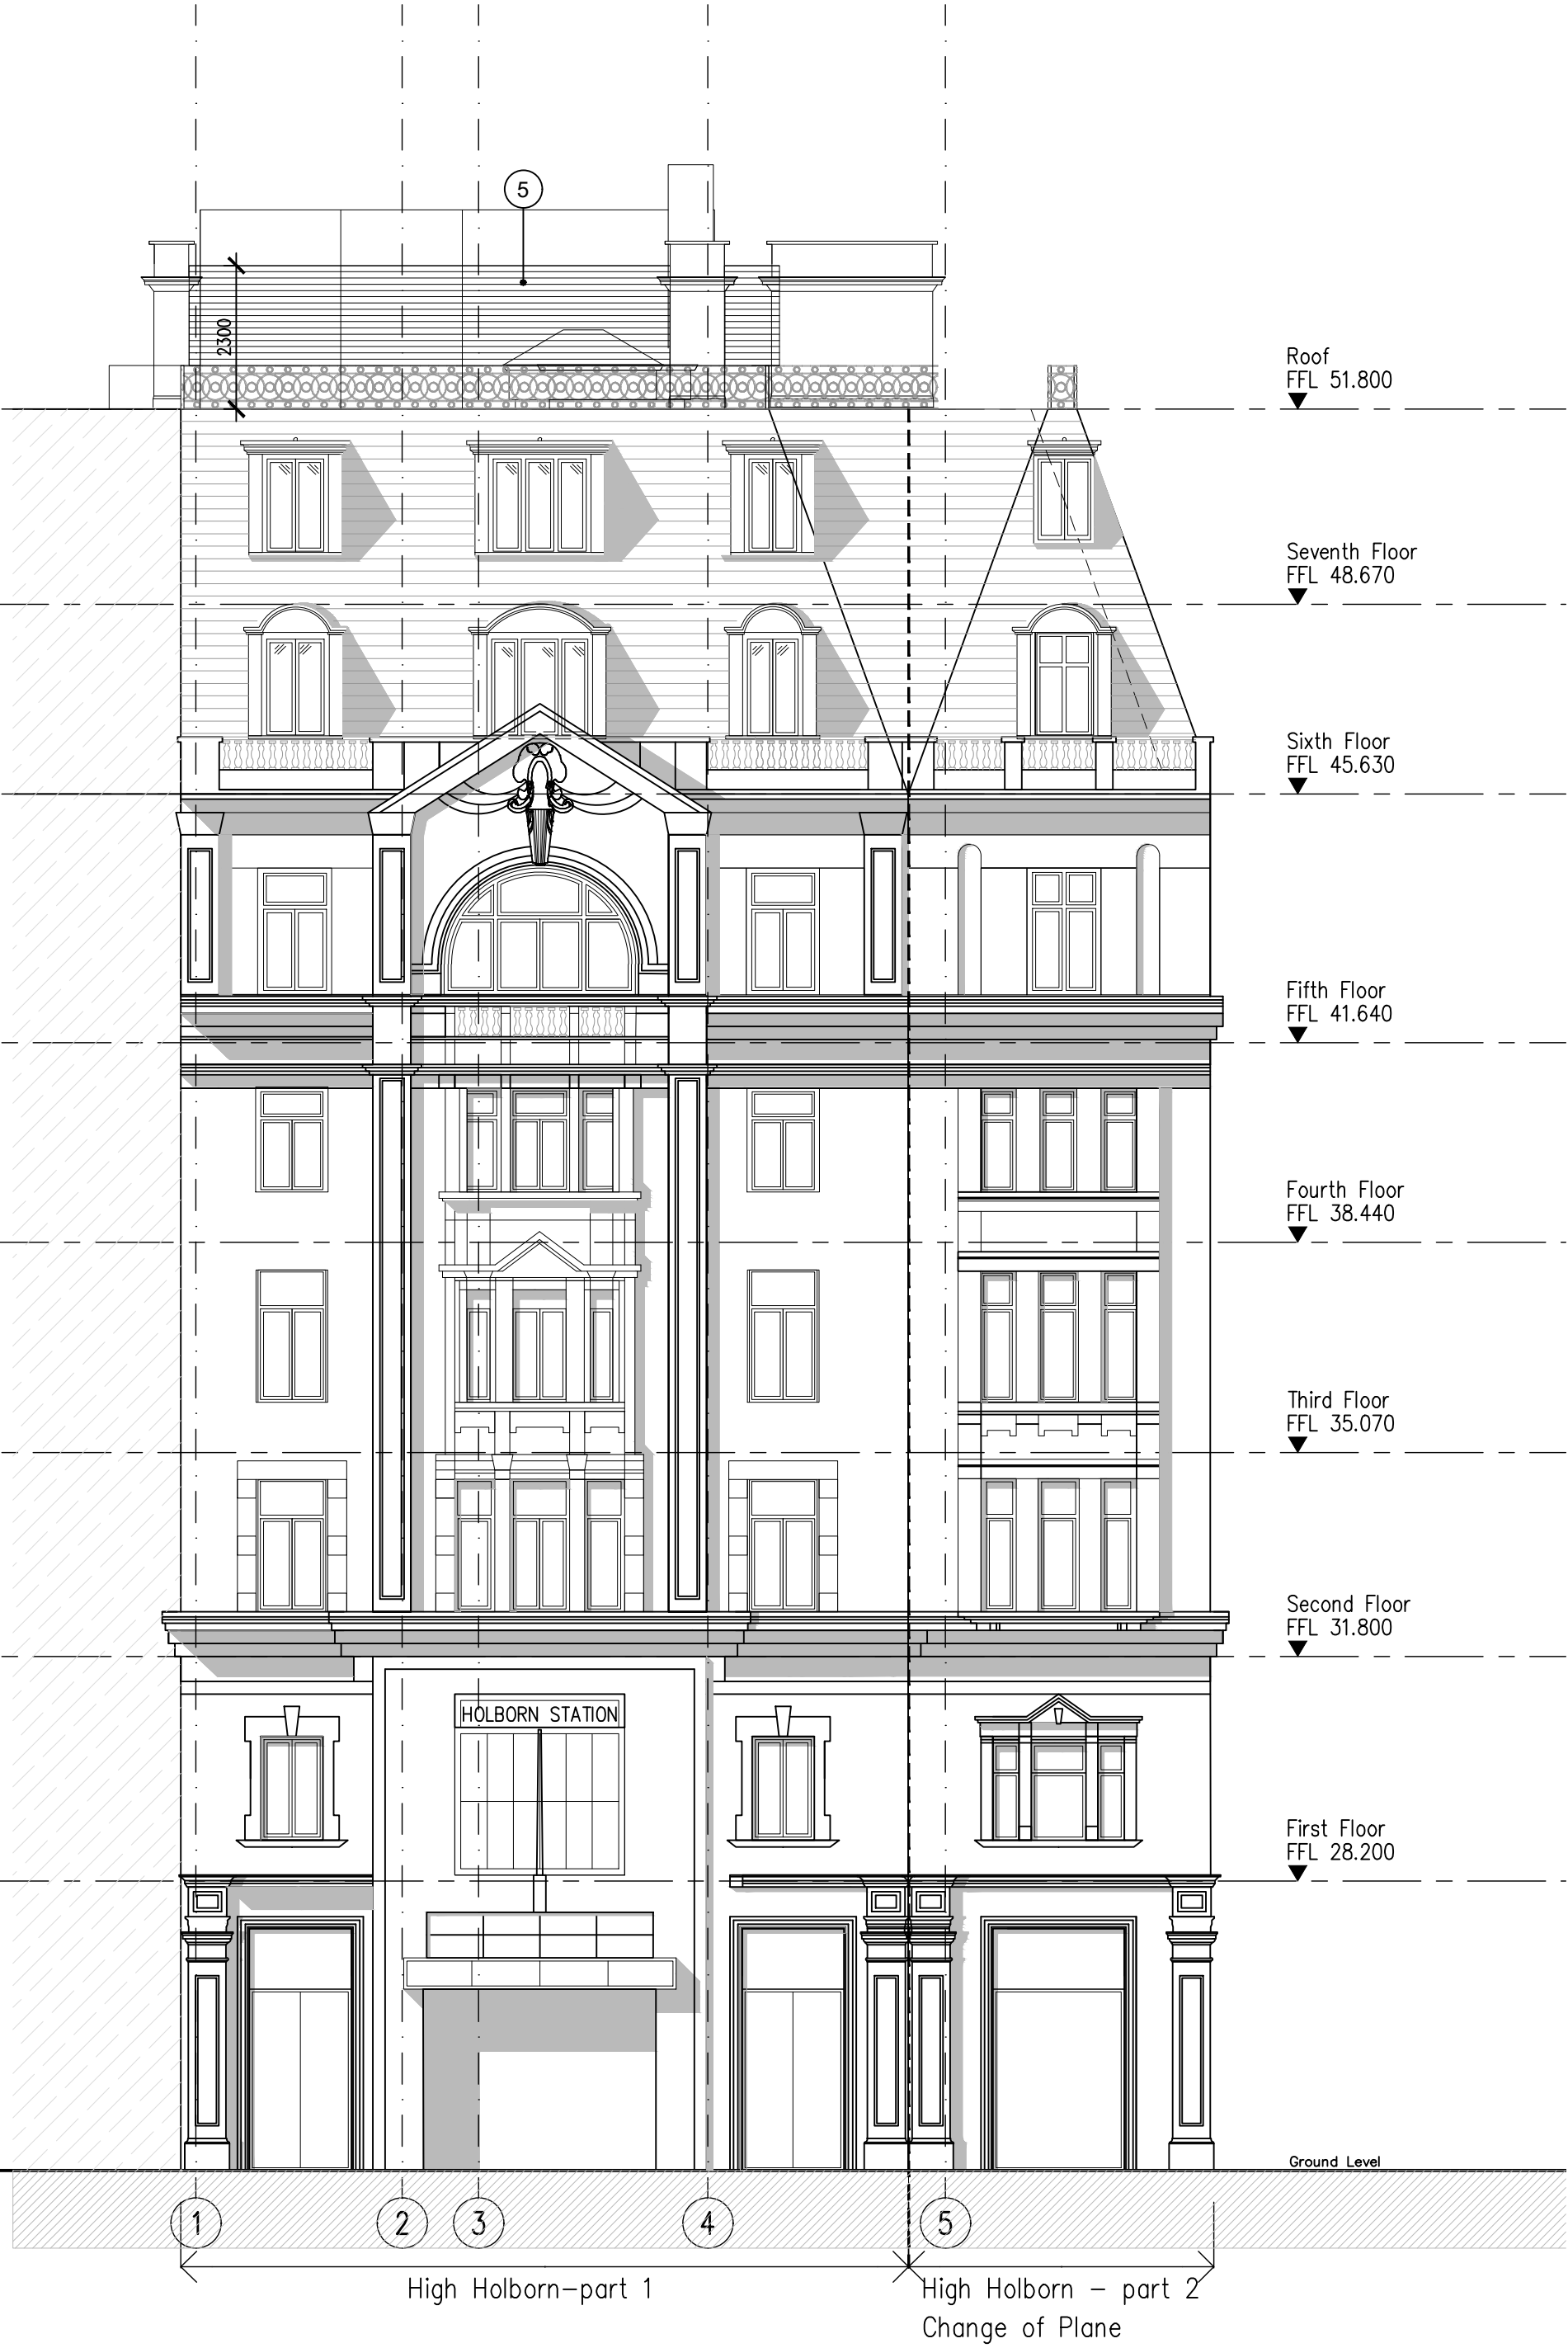 5
2300
Roof
FFL 51.800
Seventh Floor
FFL 48.670
Sixth Floor
FFL 45.630
Fifth Floor
FFL 41.640
Fourth Floor
FFL 38.440
Third Floor
FFL 35.070
Second Floor
FFL 31.800
HOLBORN STATION
First Floor
FFL 28.200
Ground Level
1 2 3 4 5
High Holborn-part 1
High Holborn - part 2
Change of Plane